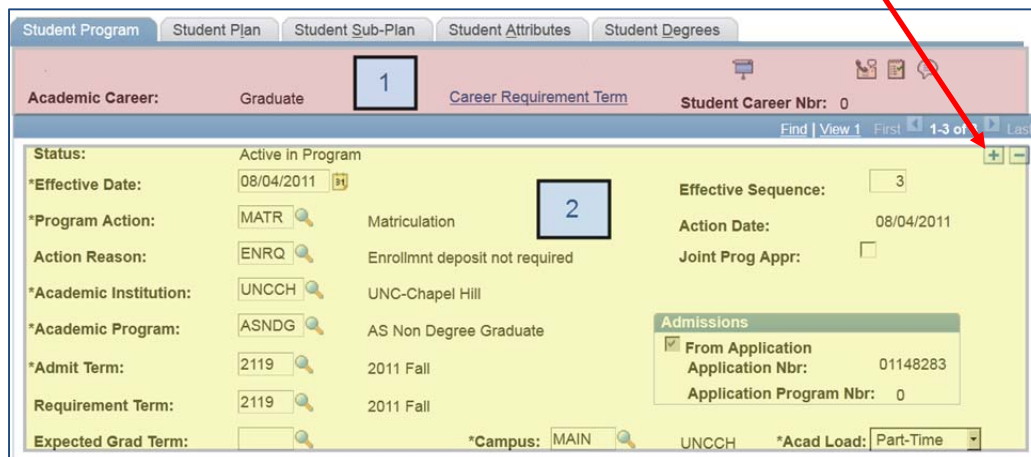 Student Program Student Plan Student Sub-Plan Student Attributes Student Degrees
1
Academic Career: Graduate Career Requirement Term Student Career Nbr: 0
Find | View 1 First 1-3 of Last
Status: Active in Program
*Effective Date: 08/04/2011 31 Effective Sequence: 3
2
*Program Action: MATR Matriculation Action Date: 08/04/2011
Action Reason: ENRQ Enrollmnt deposit not required Joint Prog Appr:
*Academic Institution: UNCCH UNC-Chapel Hill
*Academic Program: ASNDG AS Non Degree Graduate Admissions
From Application
*Admit Term: 2119 2011 Fall Application Nbr: 01148283
Requirement Term: 2119 2011 Fall Application Program Nbr: 0
Expected Grad Term: *Campus: MAIN UNCCH *Acad Load: Part-Time